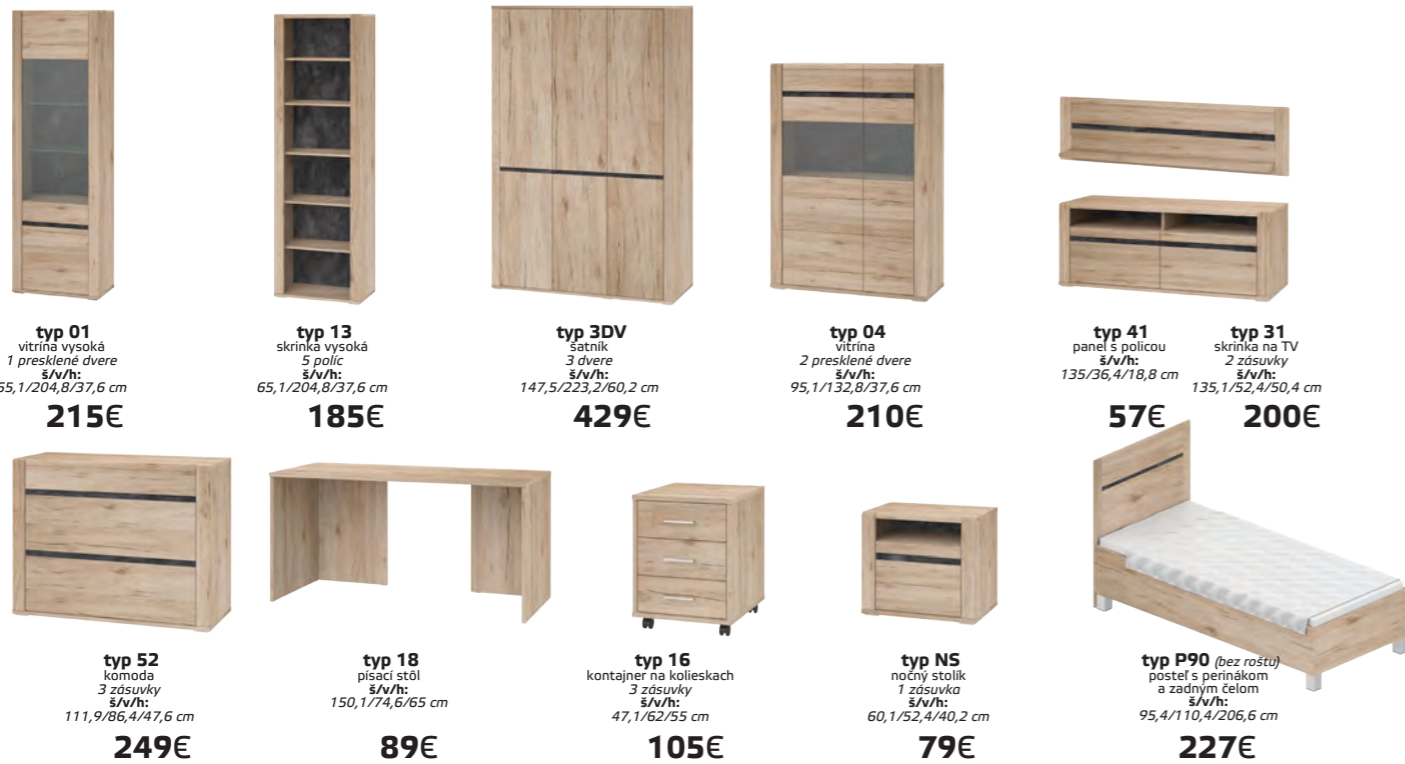 typ 01
vitrína vysoká
1 presklené dvere
š/v/h:
65,1/204,8/37,6 cm
215€
typ 13
skrinka vysoká
5 políc
š/v/h:
65,1/204,8/37,6 cm
185€
typ 3DV
šatník
3 dvere
š/v/h:
147,5/223,2/60,2 cm
429€
typ 04
vitrína
2 presklené dvere
š/v/h:
95,1/132,8/37,6 cm
210€
typ 41
panel s policou
š/v/h:
135/36,4/18,8 cm
57€
typ 31
skrinka na TV
2 zásuvky
š/v/h:
135,1/52,4/50,4 cm
200€
typ 52
komoda
3 zásuvky
š/v/h:
111,9/86,4/47,6 cm
249€
typ 18
písací stôl
š/v/h:
150,1/74,6/65 cm
89€
typ 16
kontajner na kolieskach
3 zásuvky
š/v/h:
47,1/62/55 cm
105€
typ NS
nočný stolík
1 zásuvka
š/v/h:
60,1/52,4/40,2 cm
79€
typ P90 (bez roštu)
posteľ s perinákom
a zadným čelom
š/v/h:
95,4/110,4/206,6 cm
227€